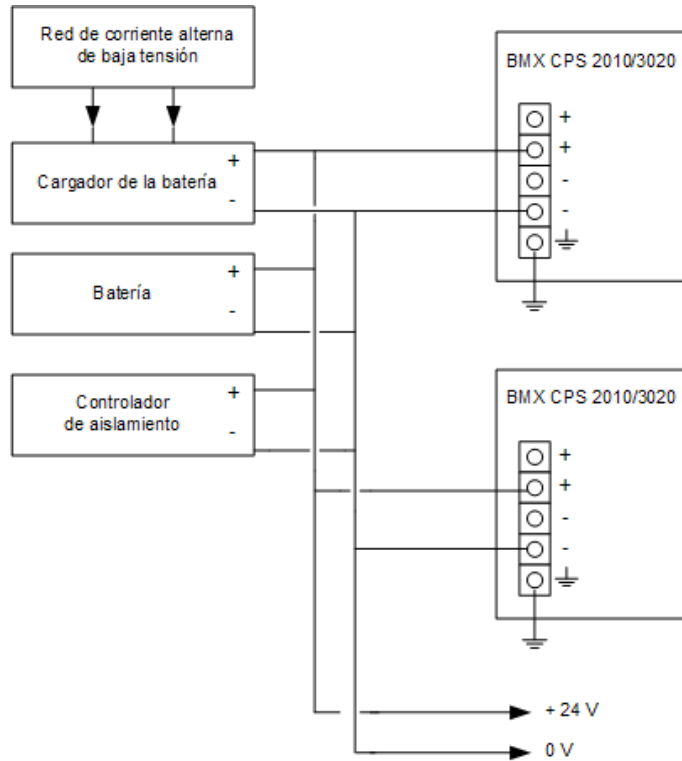 Red de corriente alterna
de baja tensión
BMX CPS 2010/3020
+
+
-
-
+
-
Cargador de la batería
+
-
Batería
+
-
Controlador
de aislamiento
BMX CPS 2010/3020
+
+
-
-
+ 24 V
0 V